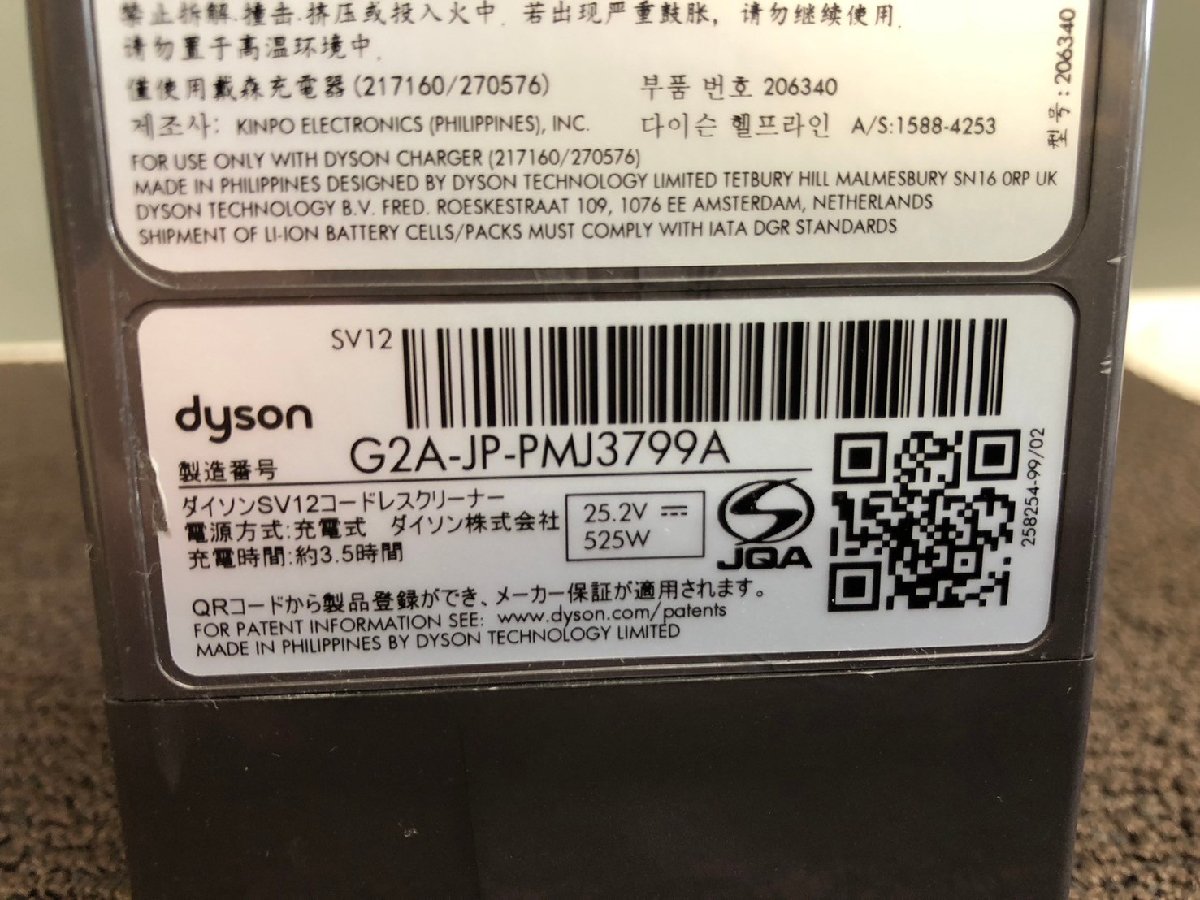 禁止拆解.撞击.挤压或投入火中. 若出现严重鼓胀, 请勿继续使用.
请勿置于高温环境中.
僅使用戴森充電器(217160/270576)
부품 번호 206340
제조사: KINPO ELECTRONICS (PHILIPPINES), INC.
다이슨 헬프라인 A/S:1588-4253
FOR USE ONLY WITH DYSON CHARGER (217160/270576)
MADE IN PHILIPPINES DESIGNED BY DYSON TECHNOLOGY LIMITED TETBURY HILL MALMESBURY SN16 0RP UK
DYSON TECHNOLOGY B.V. FRED. ROESKESTRAAT 109, 1076 EE AMSTERDAM, NETHERLANDS
SHIPMENT OF LI-ION BATTERY CELLS/PACKS MUST COMPLY WITH IATA DGR STANDARDS
型号: 206340
SV12
dyson
製造番号
G2A-JP-PMJ3799A
ダイソンSV12コードレスクリーナー
電源方式:充電式 ダイソン株式会社
充電時間:約3.5時間
25.2V ⎓
525W
JQA
258254-99/02
QRコードから製品登録ができ、メーカー保証が適用されます。
FOR PATENT INFORMATION SEE: www.dyson.com/patents
MADE IN PHILIPPINES BY DYSON TECHNOLOGY LIMITED